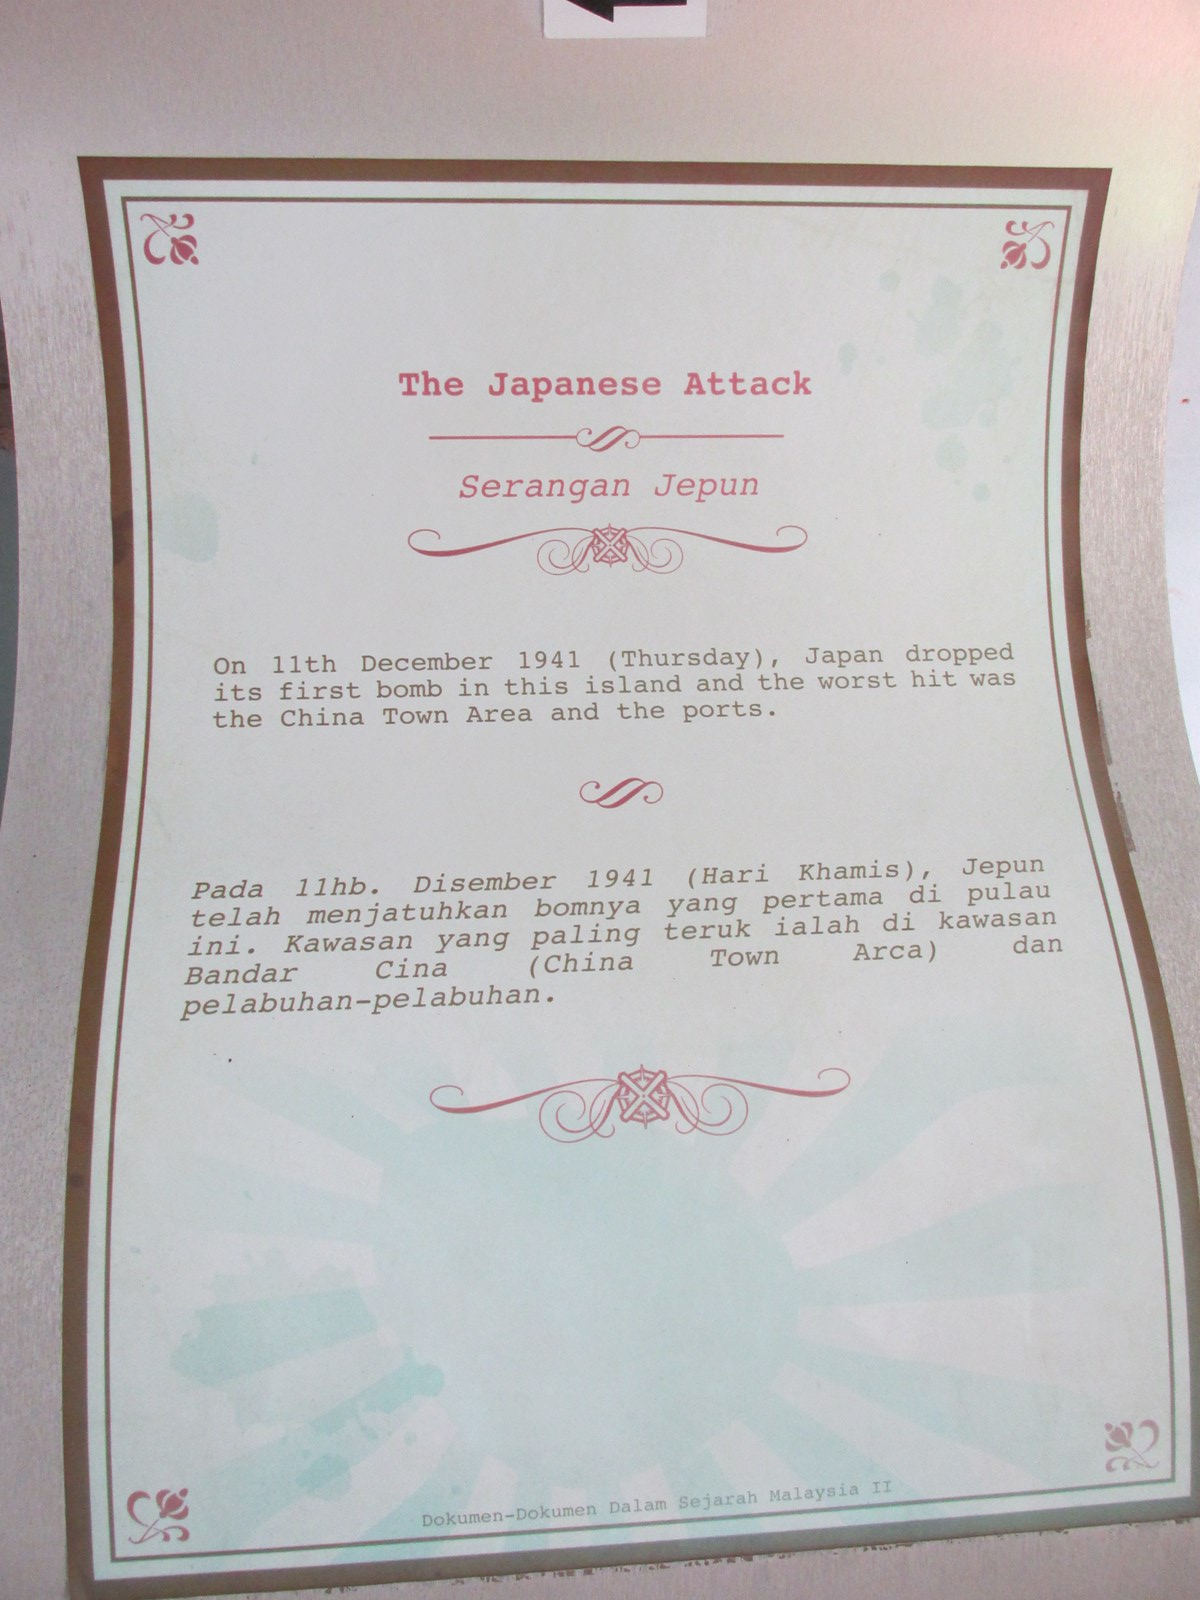 The Japanese Attack
Serangan Jepun
On 11th December 1941 (Thursday), Japan dropped
its first bomb in this island and the worst hit was
the China Town Area and the ports.
Pada 11hb. Disember 1941 (Hari Khamis), Jepun
telah menjatuhkan bomnya yang pertama di pulau
ini. Kawasan yang paling teruk ialah di kawasan
Bandar Cina (China Town Arca) dan
pelabuhan-pelabuhan.
Dokumen-Dokumen Dalam Sejarah Malaysia II